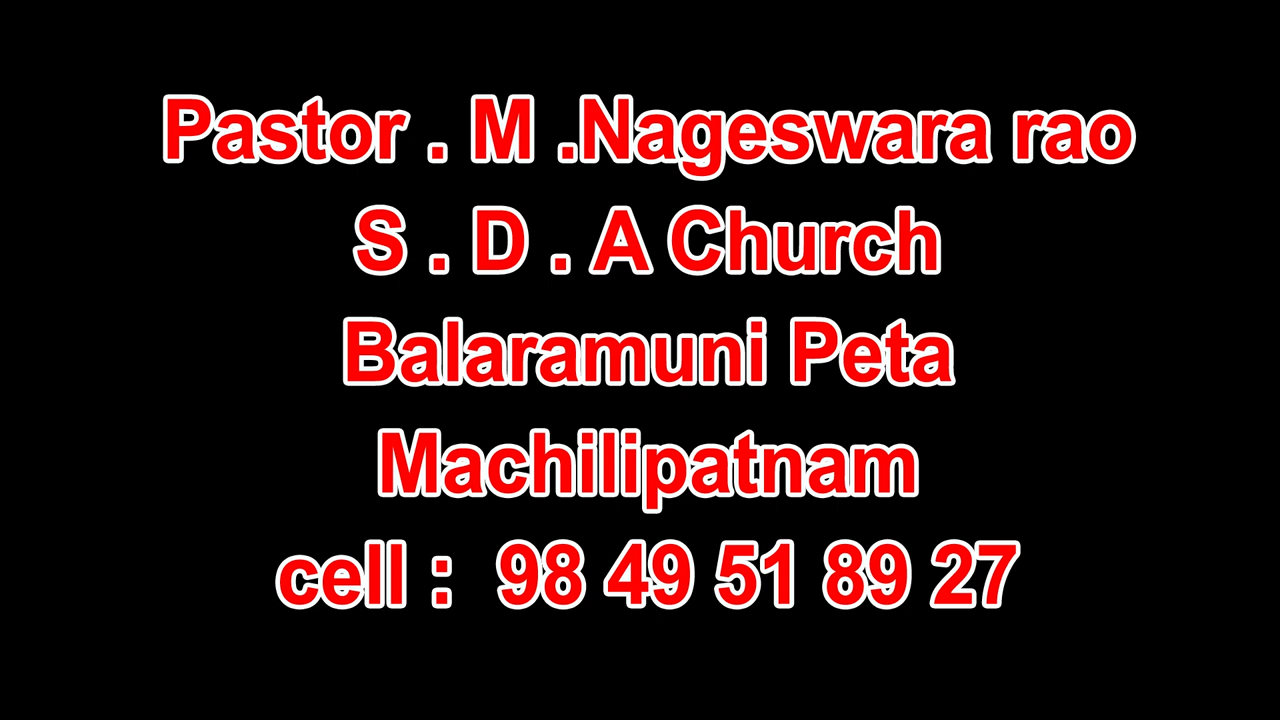 Pastor . M .Nageswara rao
S . D . A Church
Balaramuni Peta
Machilipatnam
cell :  98 49 51 89 27